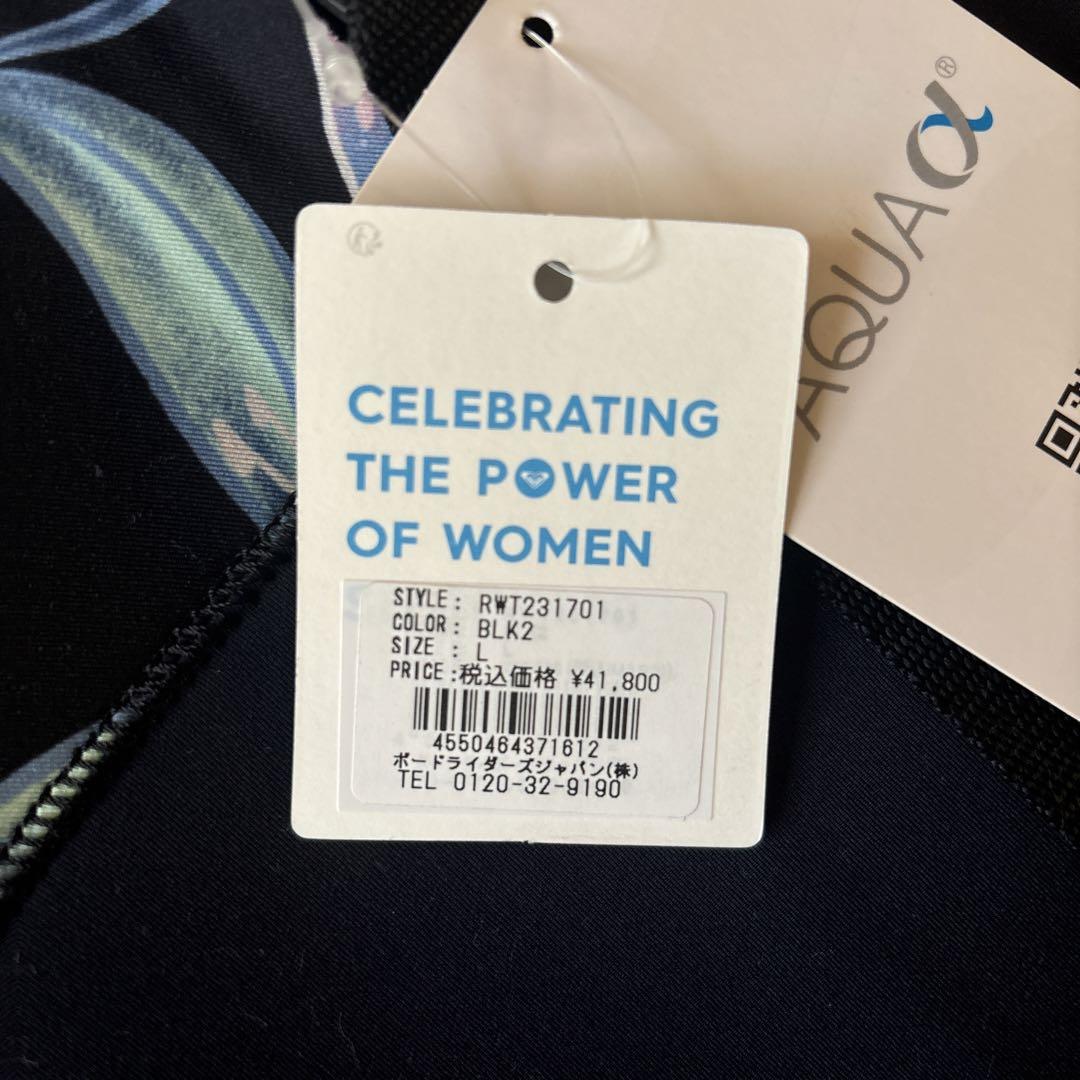 CELEBRATING
THE POWER
OF WOMEN
STYLE: RWT231701
COLOR: BLK2
SIZE : L
PRICE:税込価格 ¥41,800
4550464371612
ボードライダーズジャパン(株)
TEL 0120-32-9190
AQUAα®